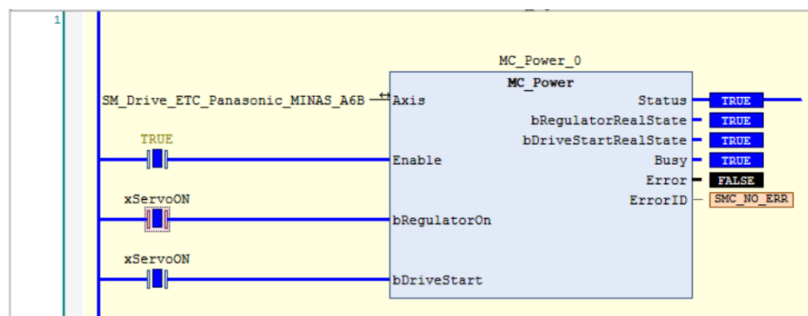 1
MC_Power_0
MC_Power
SM_Drive_ETC_Panasonic_MINAS_A6B
Axis
Status
TRUE
bRegulatorRealState
TRUE
bDriveStartRealState
TRUE
TRUE
Enable
Busy
TRUE
Error
FALSE
xServoON
ErrorID
SMC_NO_ERR
bRegulatorOn
xServoON
bDriveStart